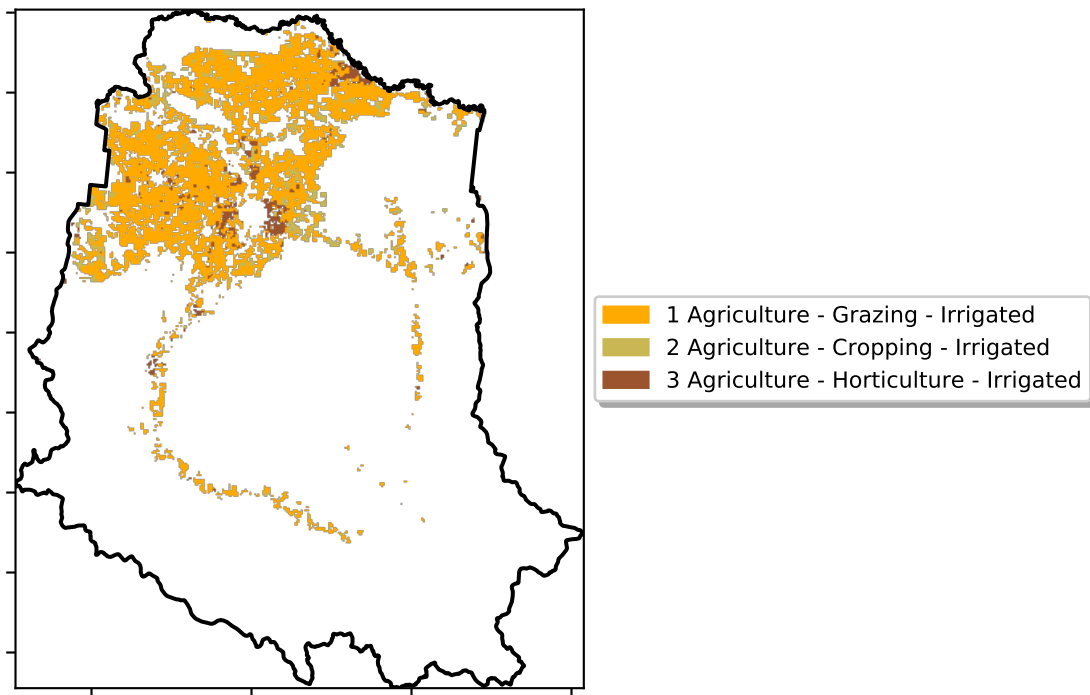 1 Agriculture - Grazing - Irrigated
2 Agriculture - Cropping - Irrigated
3 Agriculture - Horticulture - Irrigated